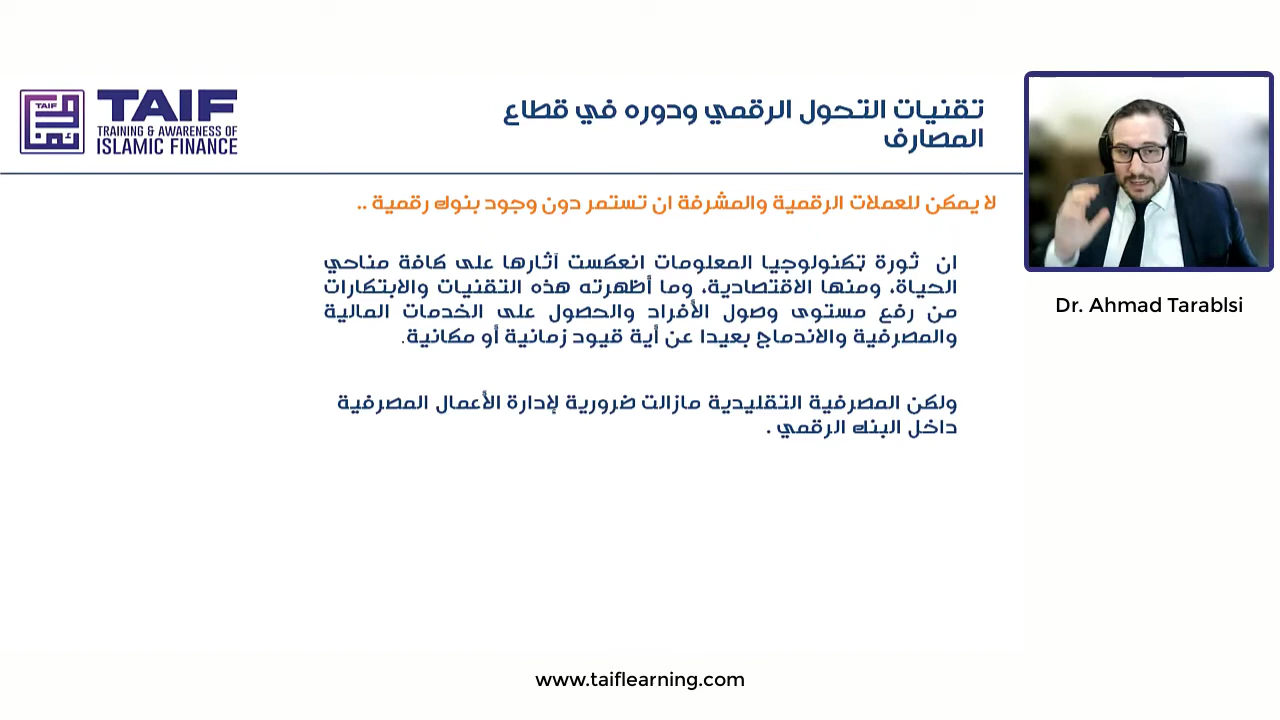 TAIF
TAIF
TRAINING & AWARENESS OF
ISLAMIC FINANCE
تقنيات التحول الرقمي ودوره في قطاع
المصارف
لا يمكن للعملات الرقمية والمشرفة ان تستمر دون وجود بنوك رقمية ..
ان ثورة تكنولوجيا المعلومات انعكست آثارها على كافة مناحي
الحياة، ومنها الاقتصادية، وما أظهرته هذه التقنيات والابتكارات
من رفع مستوى وصول الأفراد والحصول على الخدمات المالية
والمصرفية والاندماج بعيدا عن أية قيود زمانية أو مكانية.
ولكن المصرفية التقليدية مازالت ضرورية لإدارة الأعمال المصرفية
داخل البنك الرقمي .
Dr. Ahmad Tarablsi
www.taiflearning.com